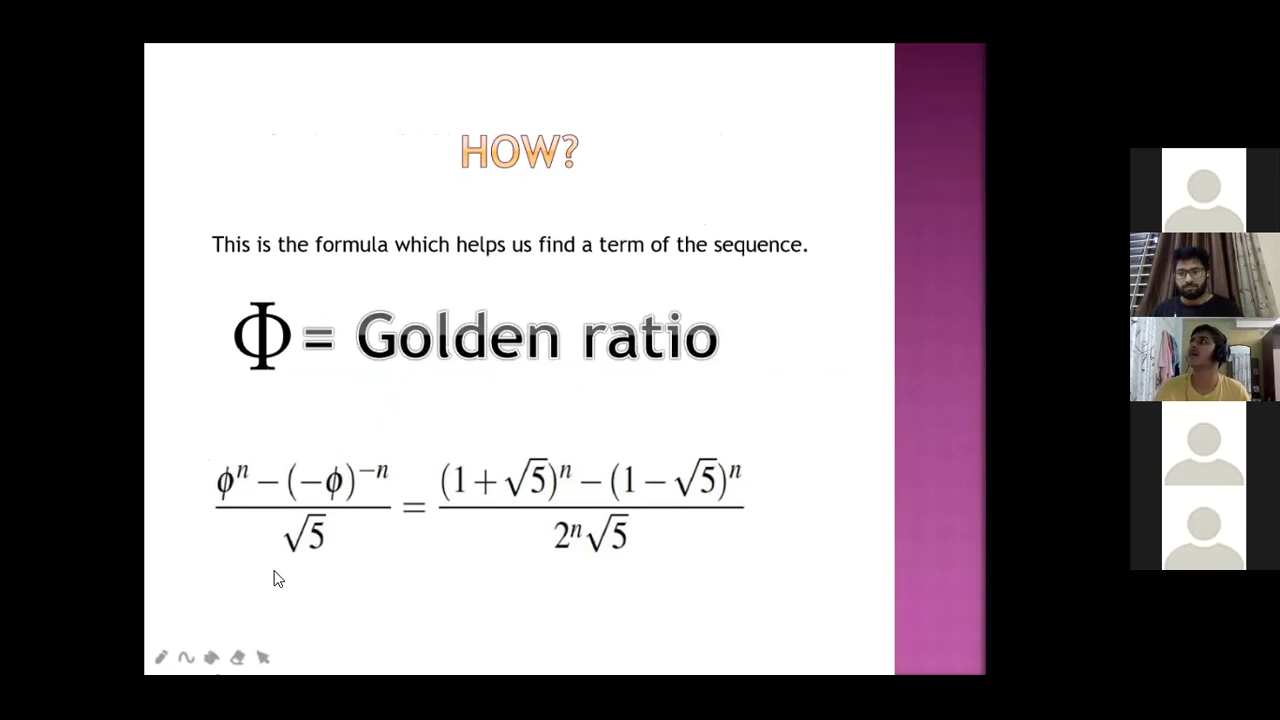 HOW?
This is the formula which helps us find a term of the sequence.
Φ = Golden ratio
(ϕⁿ − (−ϕ)⁻ⁿ)/√5 = ((1+√5)ⁿ − (1−√5)ⁿ)/(2ⁿ√5)